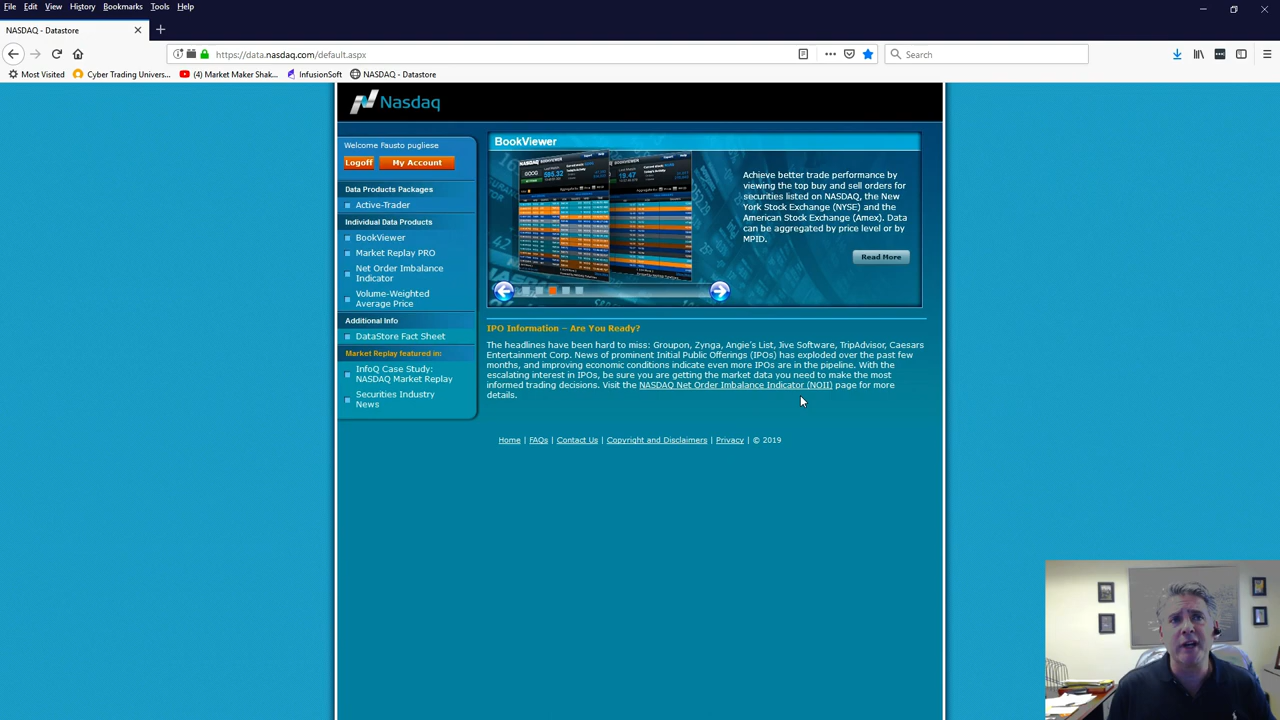 File Edit View History Bookmarks Tools Help
NASDAQ - Datastore
https://data.nasdaq.com/default.aspx
Search
Most Visited
Cyber Trading Univers...
(4) Market Maker Shak...
InfusionSoft
NASDAQ - Datastore
Nasdaq
Welcome Fausto pugliese
Logoff
My Account
Data Products Packages
Active-Trader
Individual Data Products
BookViewer
Market Replay PRO
Net Order Imbalance
Indicator
Volume-Weighted
Average Price
Additional Info
DataStore Fact Sheet
Market Replay featured in:
InfoQ Case Study:
NASDAQ Market Replay
Securities Industry
News
BookViewer
Achieve better trade performance by
viewing the top buy and sell orders for
securities listed on NASDAQ, the New
York Stock Exchange (NYSE) and the
American Stock Exchange (Amex). Data
can be aggregated by price level or by
MPID.
Read More
IPO Information – Are You Ready?
The headlines have been hard to miss: Groupon, Zynga, Angie's List, Jive Software, TripAdvisor, Caesars
Entertainment Corp. News of prominent Initial Public Offerings (IPOs) has exploded over the past few
months, and improving economic conditions indicate even more IPOs are in the pipeline. With the
escalating interest in IPOs, be sure you are getting the market data you need to make the most
informed trading decisions. Visit the NASDAQ Net Order Imbalance Indicator (NOII) page for more
details.
Home | FAQs | Contact Us | Copyright and Disclaimers | Privacy | © 2019